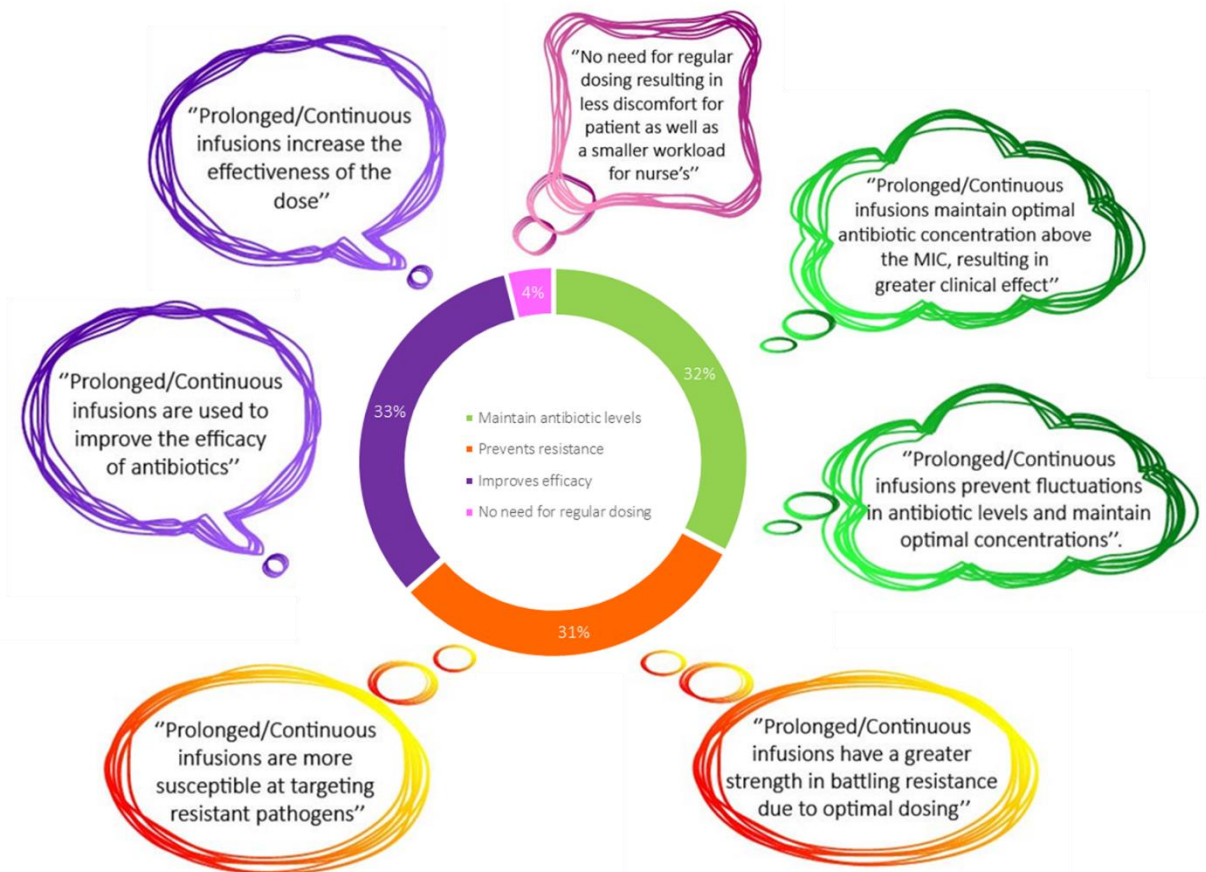 ‘‘Prolonged/Continuous
infusions increase the
effectiveness of the
dose’’
‘‘No need for regular
dosing resulting in
less discomfort for
patient as well as
a smaller workload
for nurse’s’’
‘‘Prolonged/Continuous
infusions maintain optimal
antibiotic concentration above
the MIC, resulting in
greater clinical effect’’
‘‘Prolonged/Continuous
infusions are used to
improve the efficacy
of antibiotics’’
4%
32%
33%
31%
Maintain antibiotic levels
Prevents resistance
Improves efficacy
No need for regular dosing
‘‘Prolonged/Continuous
infusions prevent fluctuations
in antibiotic levels and maintain
optimal concentrations’’.
‘‘Prolonged/Continuous
infusions are more
susceptible at targeting
resistant pathogens’’
‘‘Prolonged/Continuous
infusions have a greater
strength in battling resistance
due to optimal dosing’’